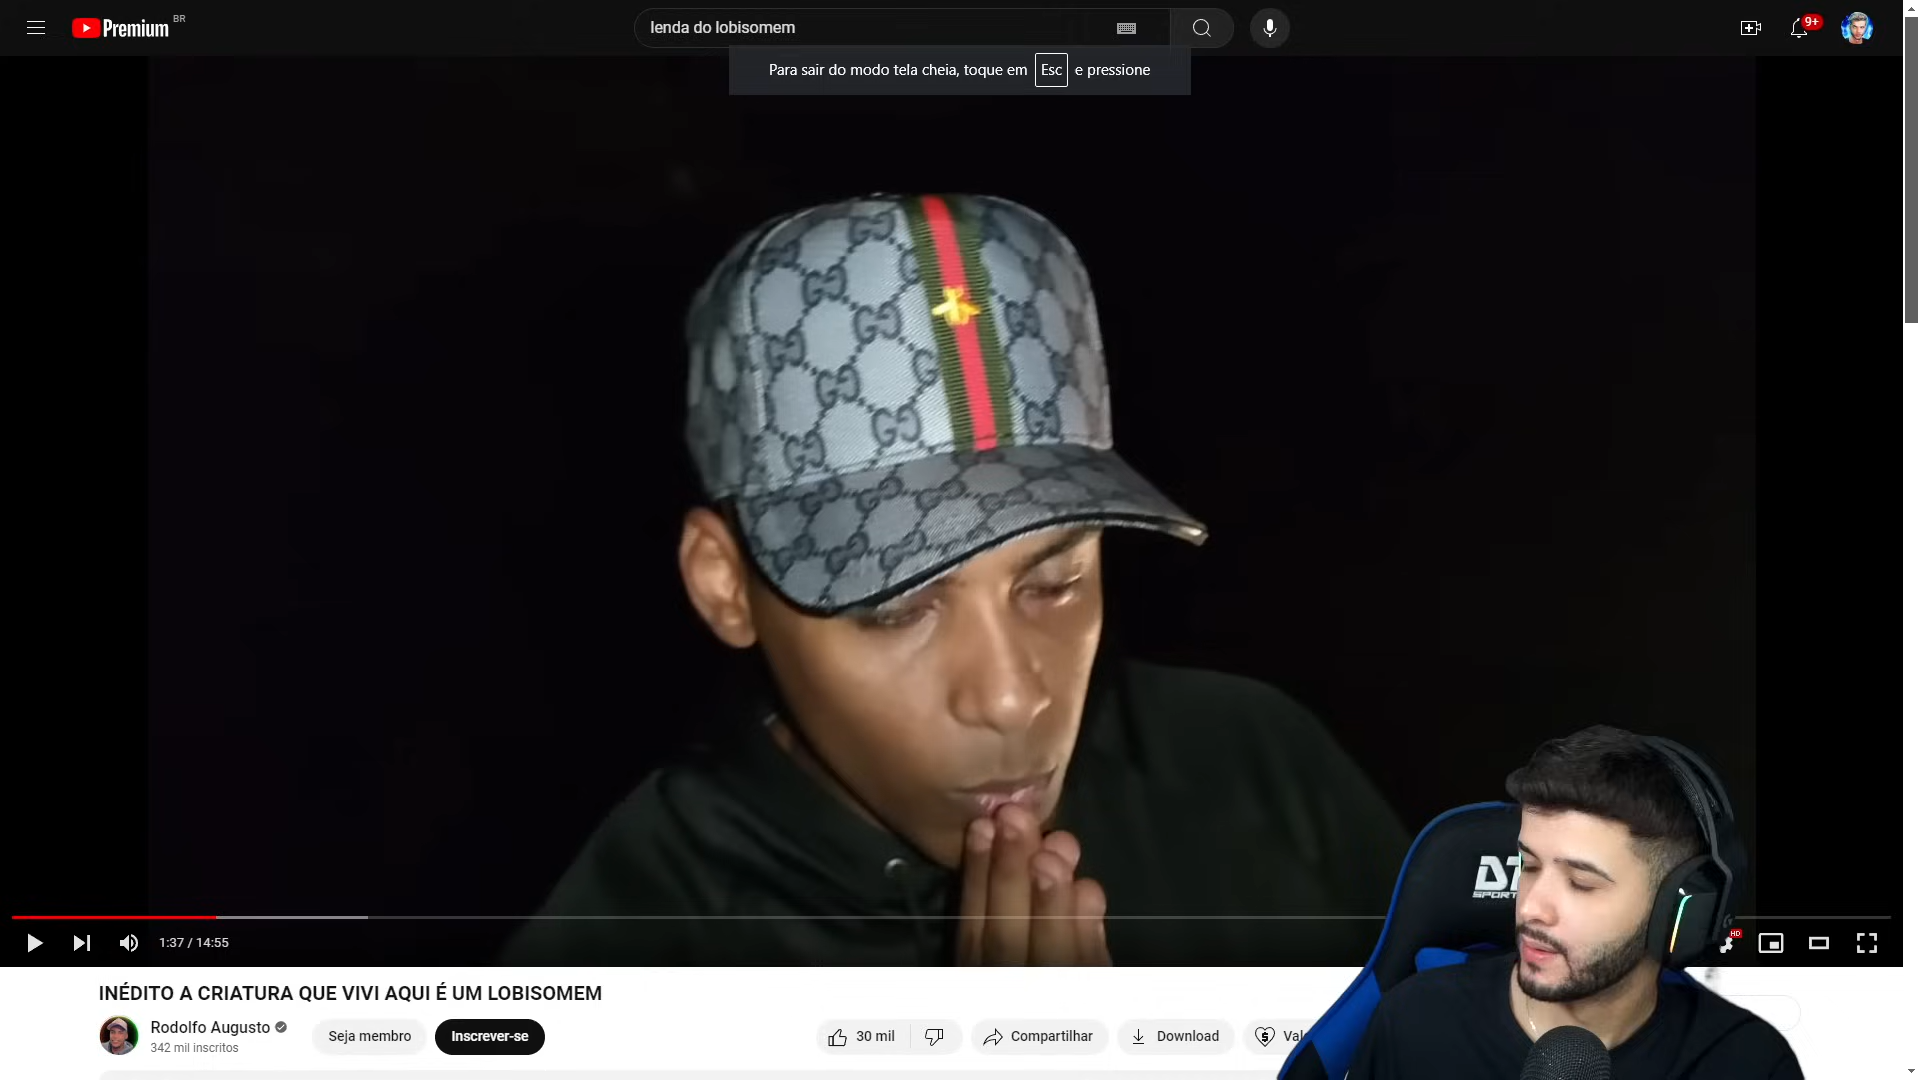 Premium BR
lenda do lobisomem
9+
Para sair do modo tela cheia, toque em Esc e pressione
1:37 / 14:55
HD
INÉDITO A CRIATURA QUE VIVI AQUI É UM LOBISOMEM
Rodolfo Augusto
342 mil inscritos
Seja membro
Inscrever-se
30 mil
Compartilhar
Download